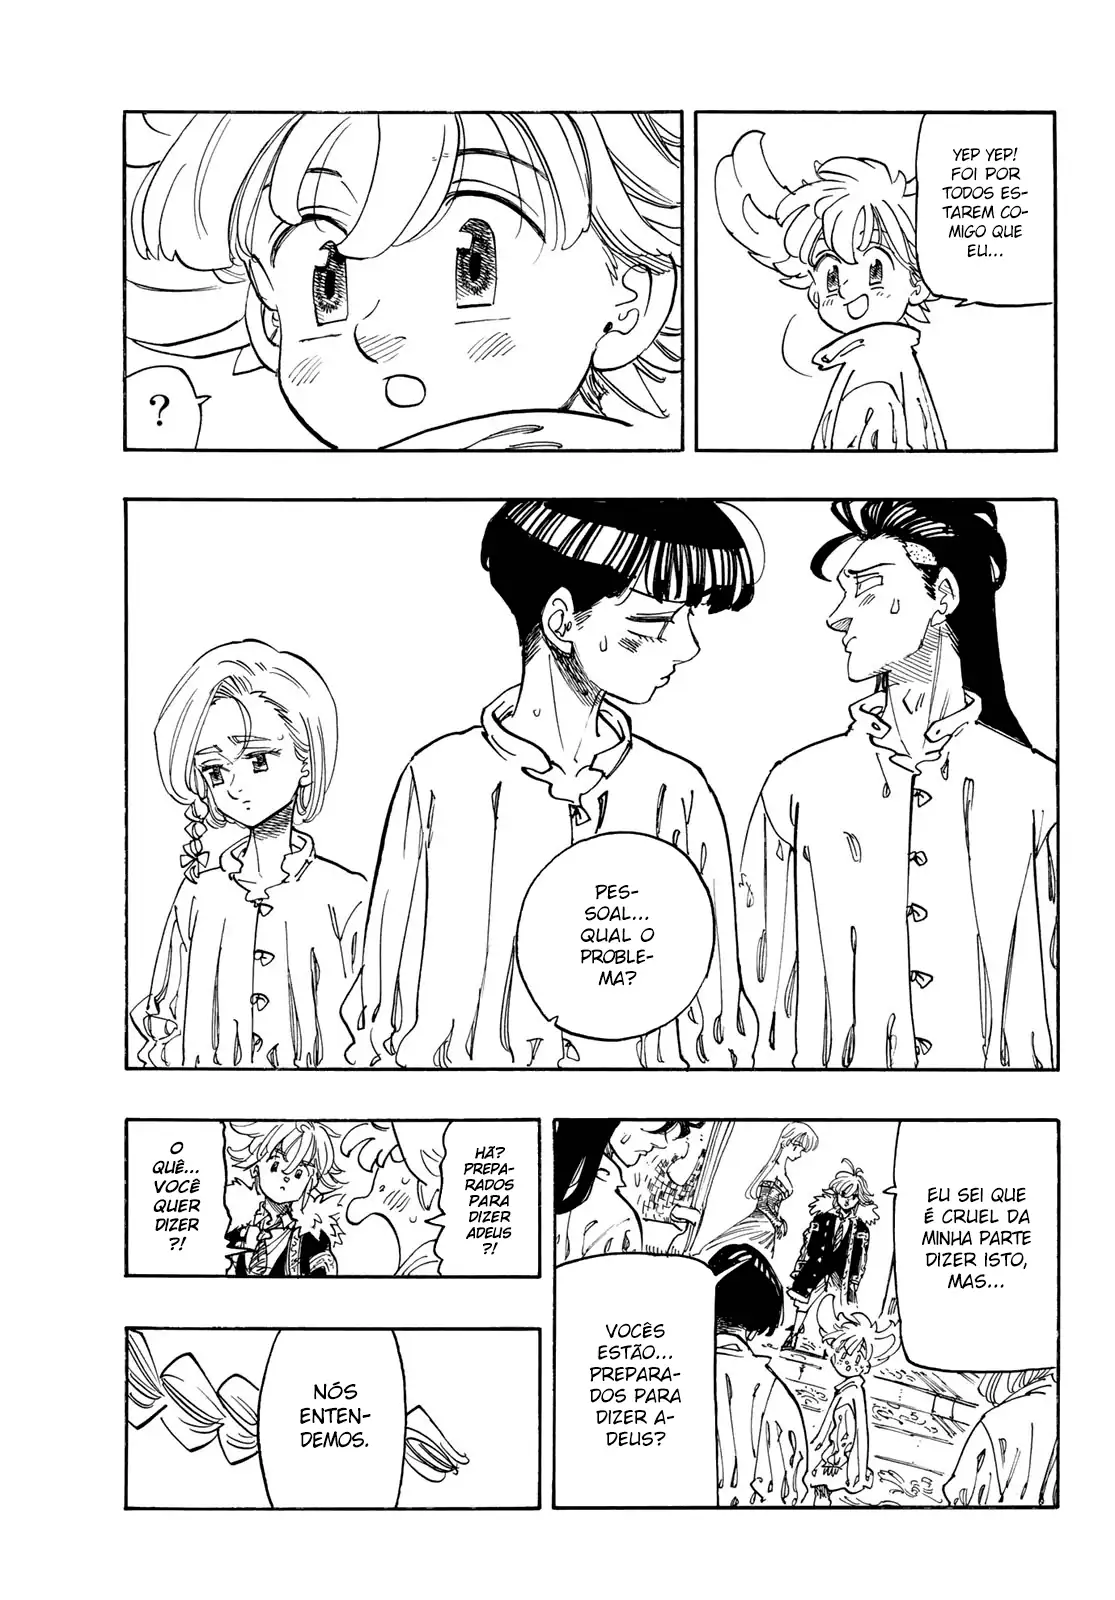 YEP YEP!
FOI POR
TODOS ES-
TAREM CO-
MIGO QUE
EU...
?
PES-
SOAL...
QUAL O
PROBLE-
MA?
EU SEI QUE
É CRUEL DA
MINHA PARTE
DIZER ISTO,
MAS...
VOCÊS
ESTÃO...
PREPARA-
DOS PARA
DIZER A-
DEUS?
HÃ?
PREPA-
RADOS
PARA
DIZER
ADEUS
?!
O
QUÊ...
VOCÊ
QUER
DIZER
?!
NÓS
ENTEN-
DEMOS.